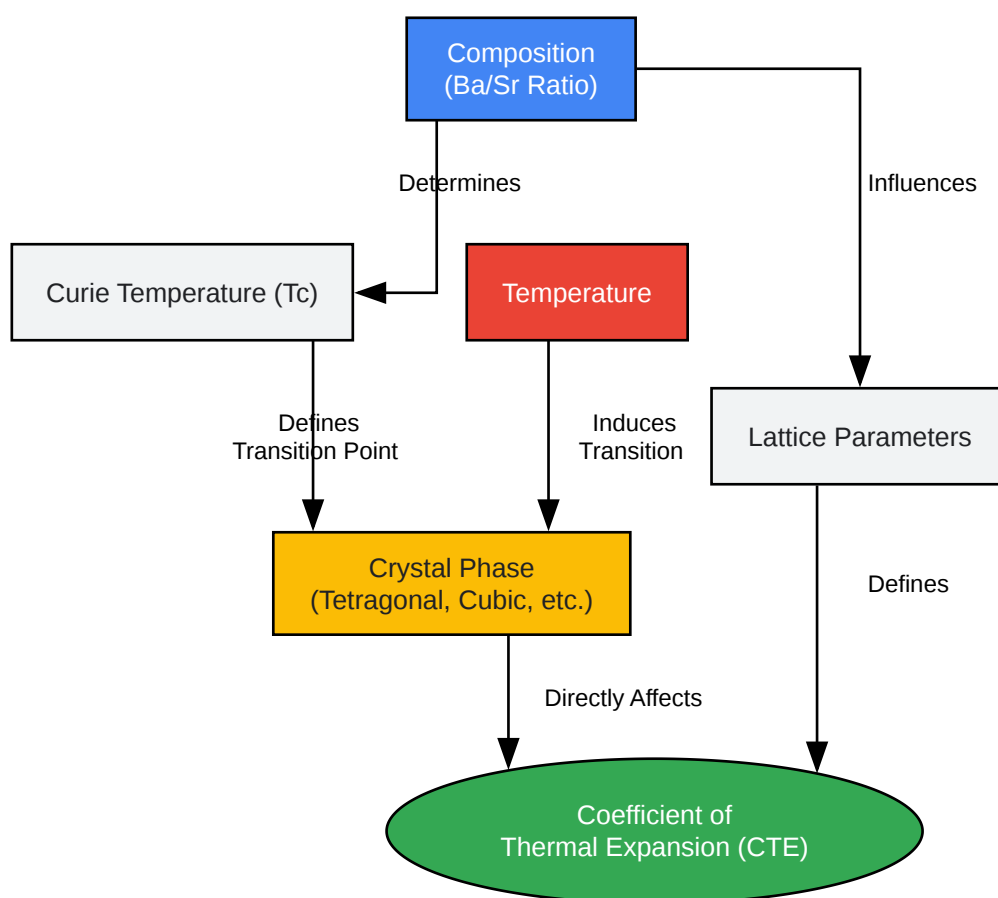 Composition
(Ba/Sr Ratio)
Determines
Influences
Curie Temperature (Tc)
Temperature
Defines
Transition Point
Induces
Transition
Lattice Parameters
Crystal Phase
(Tetragonal, Cubic, etc.)
Defines
Directly Affects
Coefficient of
Thermal Expansion (CTE)